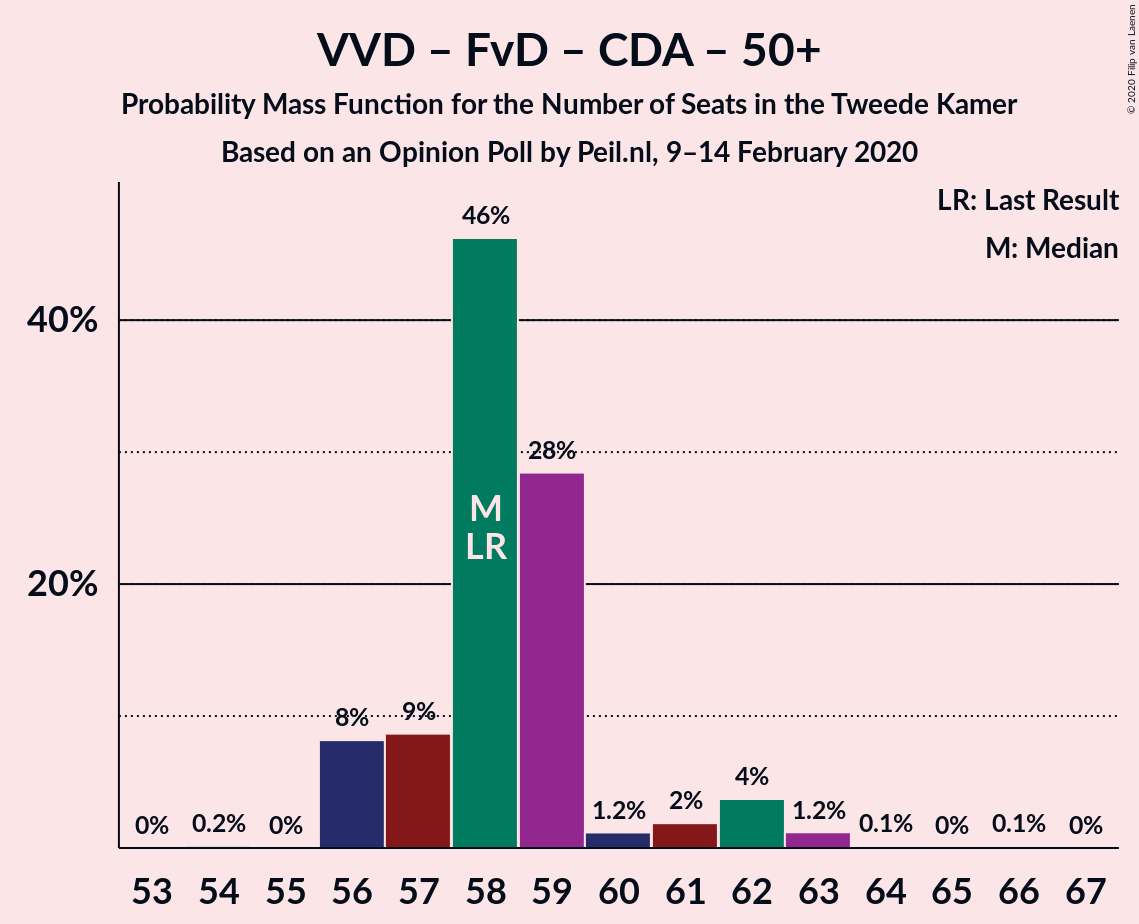 VVD – FvD – CDA – 50+
Probability Mass Function for the Number of Seats in the Tweede Kamer
Based on an Opinion Poll by Peil.nl, 9–14 February 2020
© 2020 Filip van Laenen
LR: Last Result
M: Median
46%
40%
28%
M
LR
20%
8%
9%
0%
0.2%
0%
1.2%
2%
4%
1.2%
0.1%
0%
0.1%
0%
53 54 55 56 57 58 59 60 61 62 63 64 65 66 67